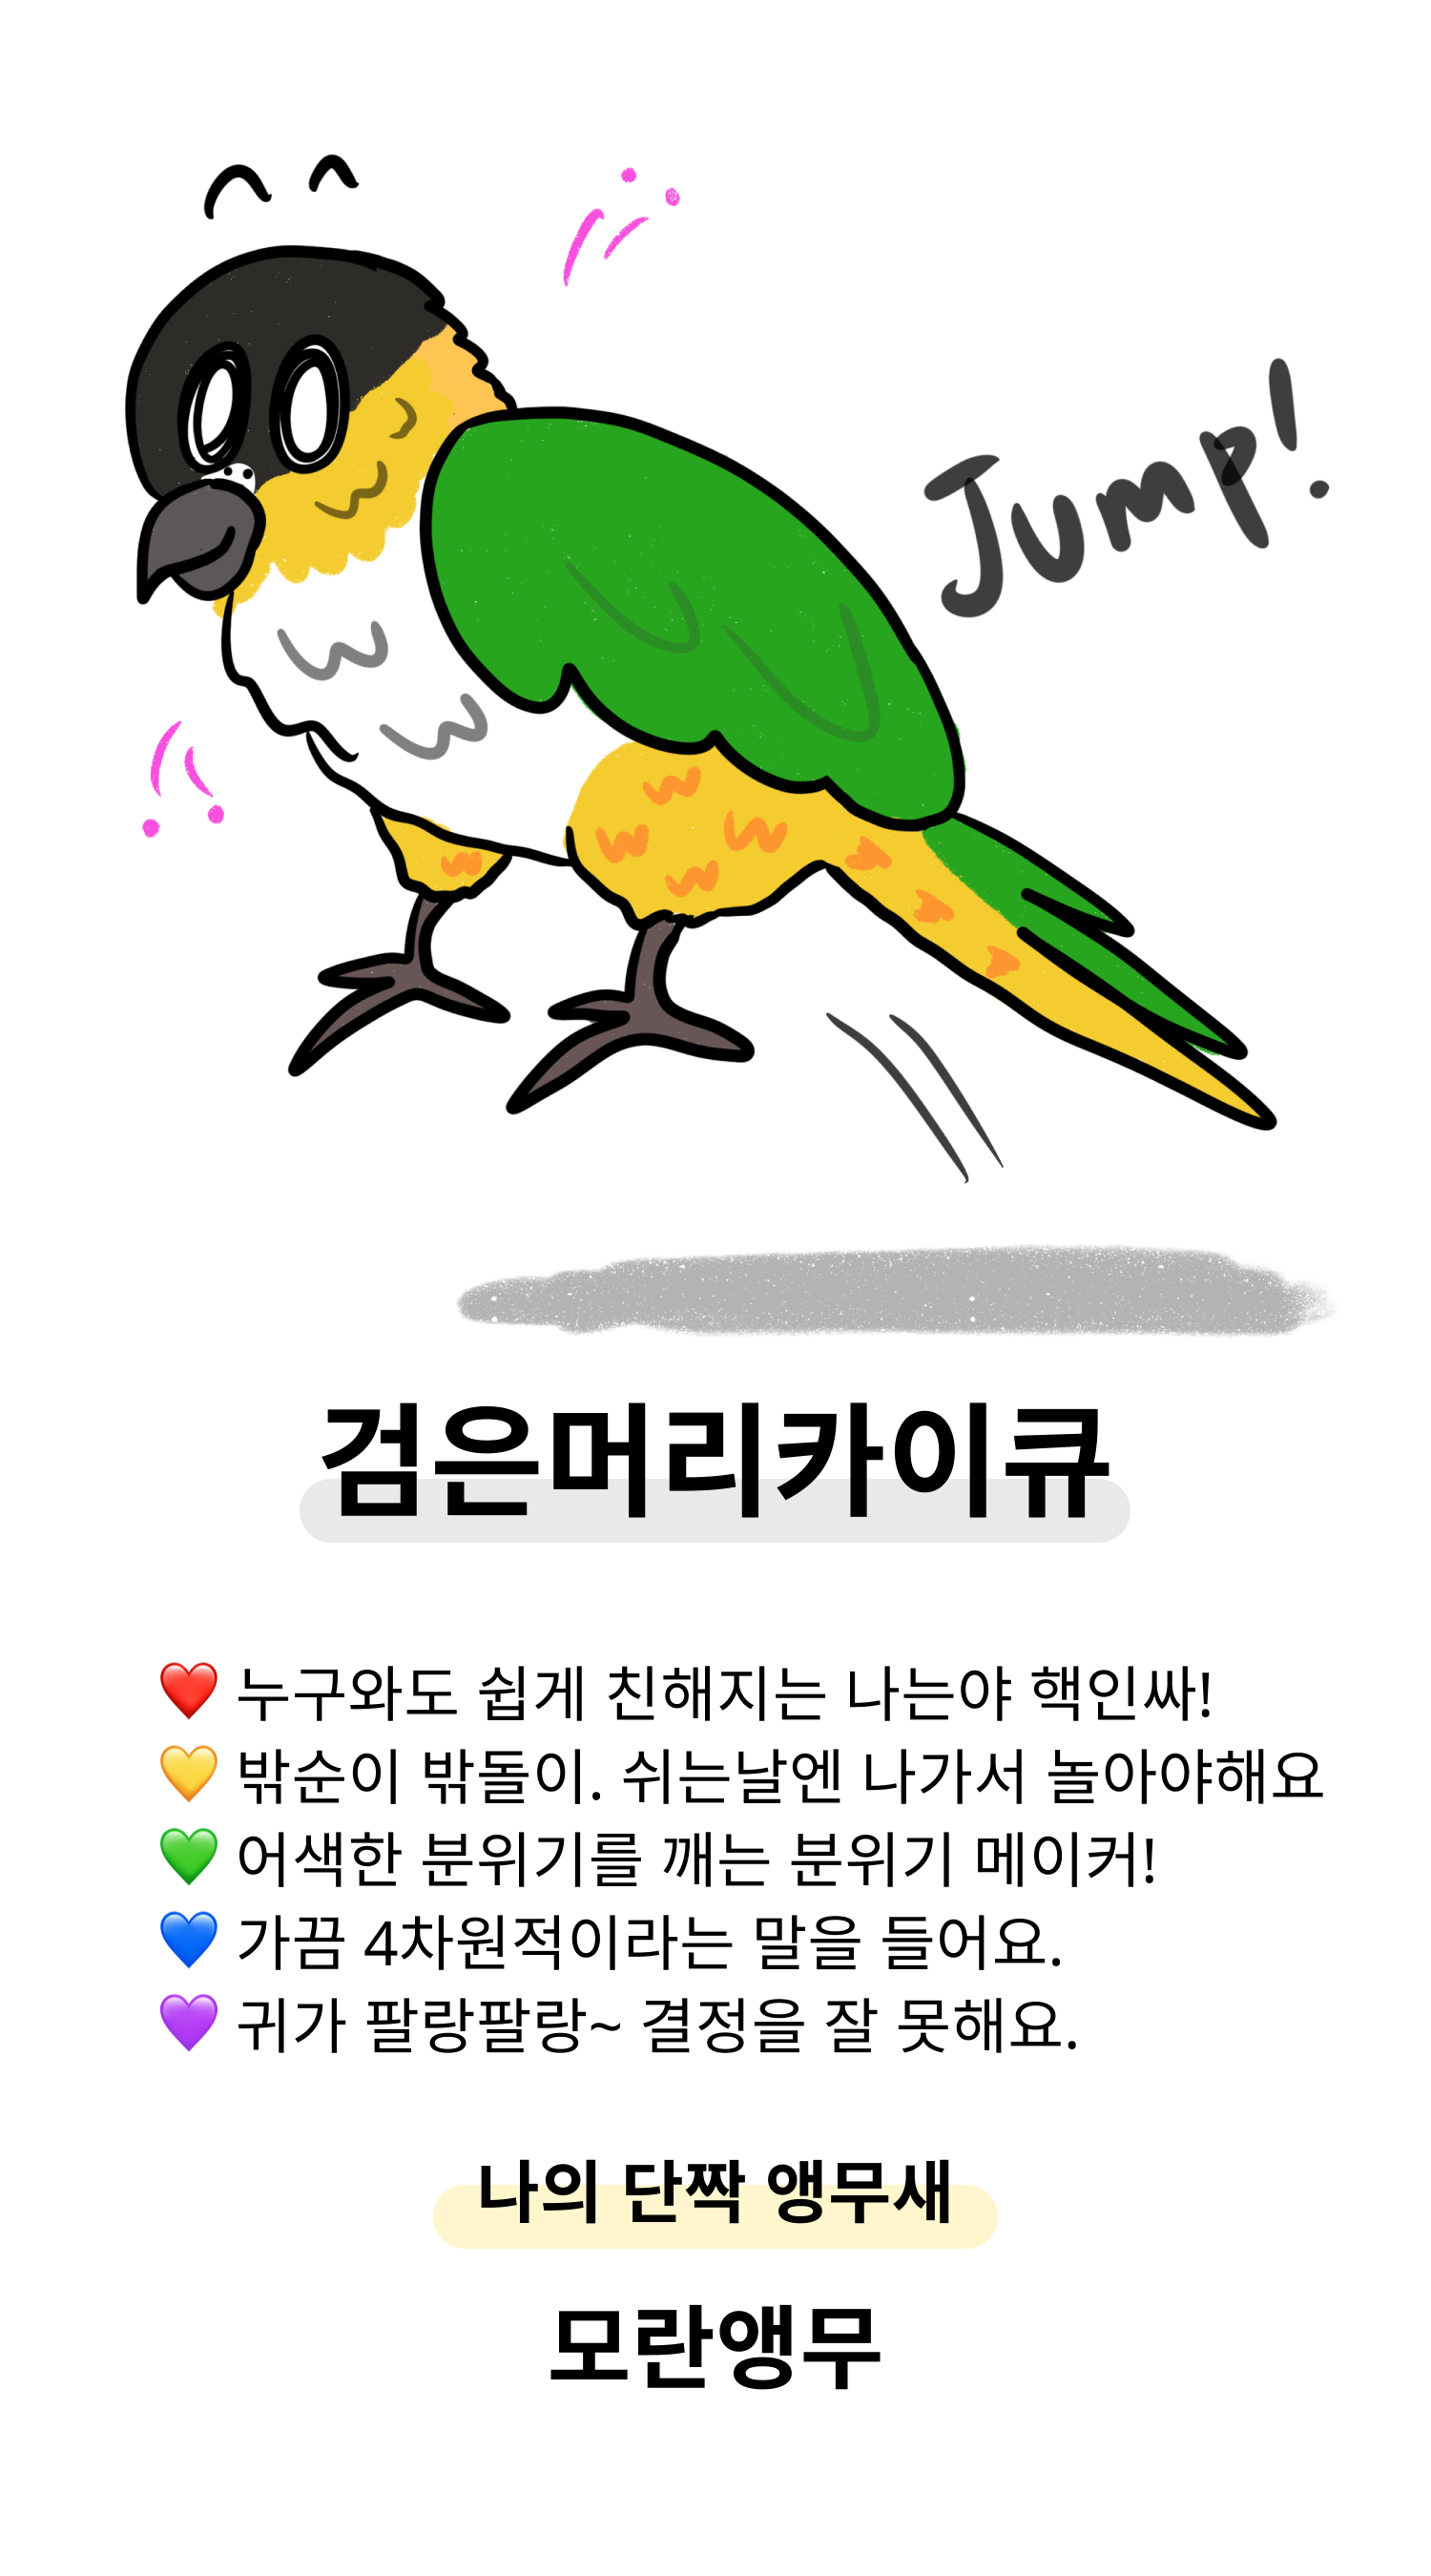 Jump!
검은머리카이큐
❤️ 누구와도 쉽게 친해지는 나는야 핵인싸!
💛 밖순이 밖돌이. 쉬는날엔 나가서 놀아야해요
💚 어색한 분위기를 깨는 분위기 메이커!
💙 가끔 4차원적이라는 말을 들어요.
💜 귀가 팔랑팔랑~ 결정을 잘 못해요.
나의 단짝 앵무새
모란앵무